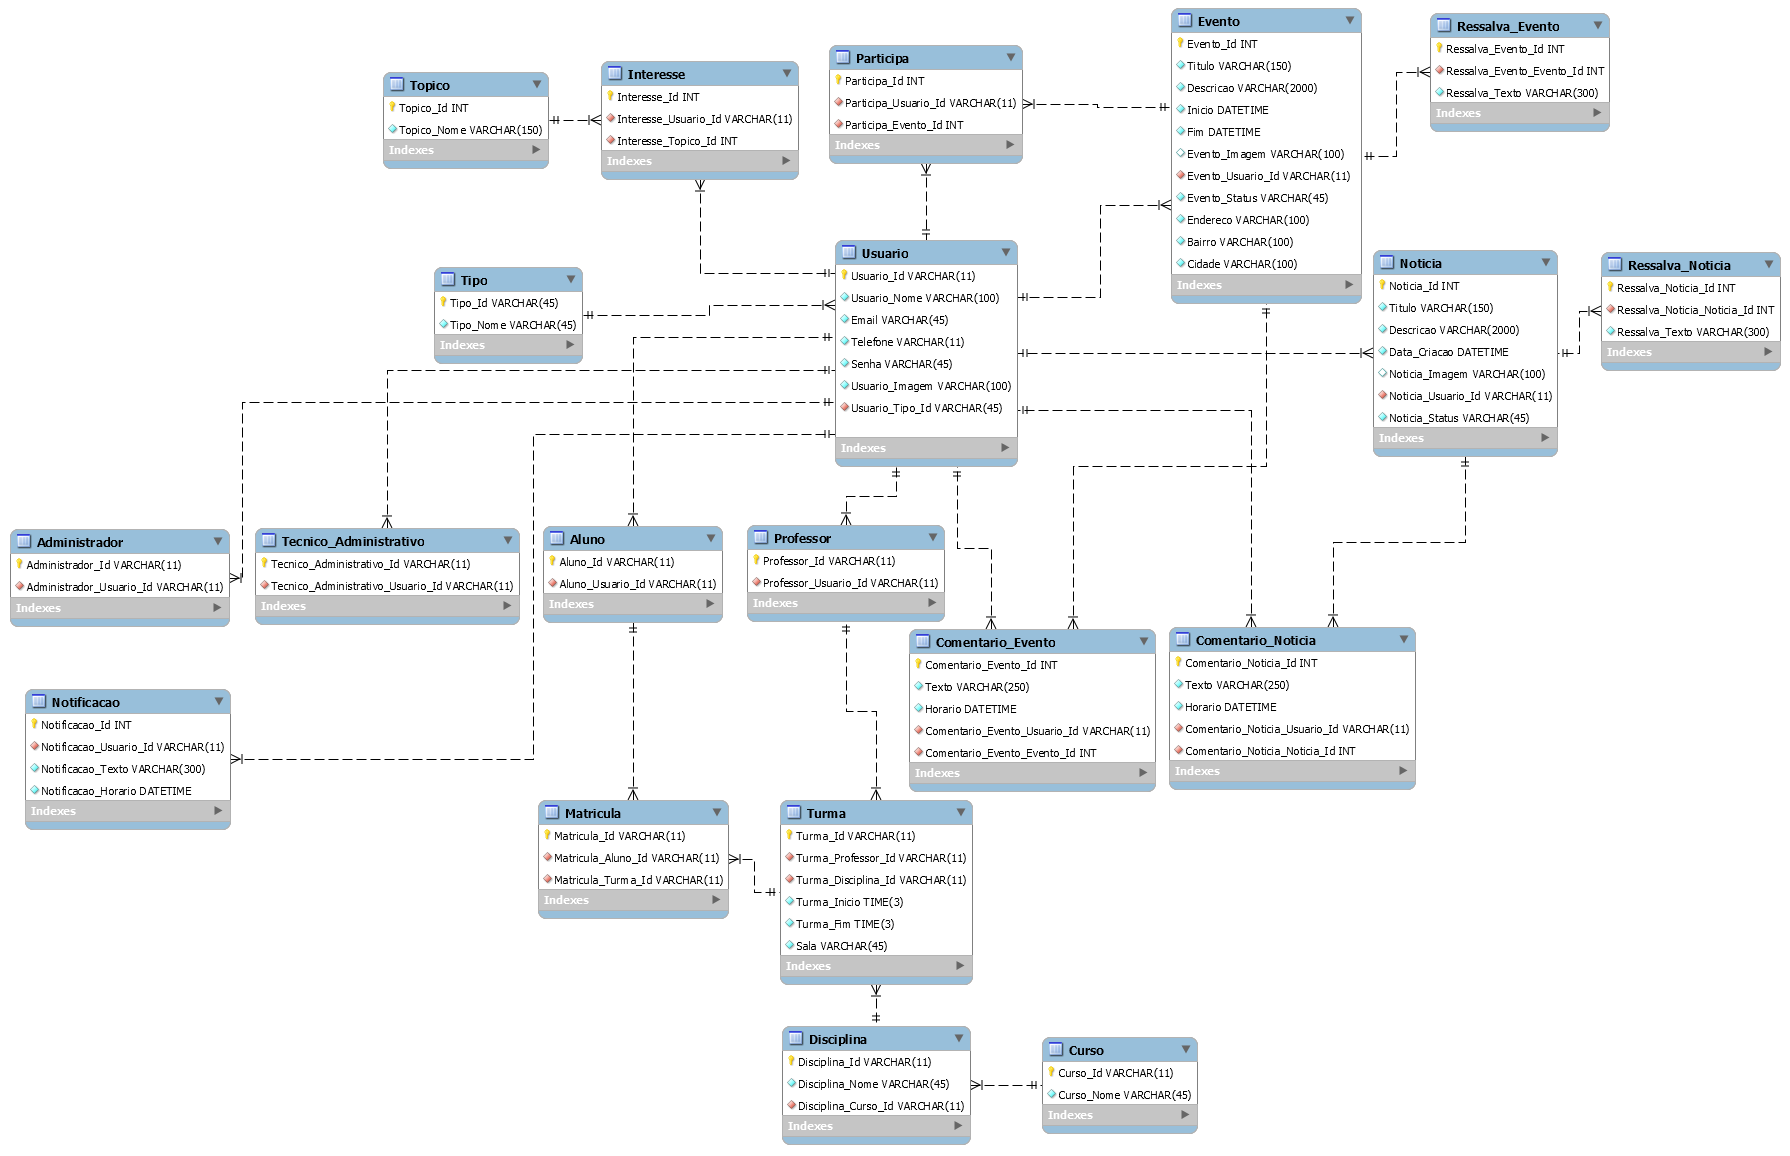 Topico
Topico_Id INT
Topico_Nome VARCHAR(150)
Indexes
Interesse
Interesse_Id INT
Interesse_Usuario_Id VARCHAR(11)
Interesse_Topico_Id INT
Indexes
Participa
Participa_Id INT
Participa_Usuario_Id VARCHAR(11)
Participa_Evento_Id INT
Indexes
Evento
Evento_Id INT
Titulo VARCHAR(150)
Descricao VARCHAR(2000)
Inicio DATETIME
Fim DATETIME
Evento_Imagem VARCHAR(100)
Evento_Usuario_Id VARCHAR(11)
Evento_Status VARCHAR(45)
Endereco VARCHAR(100)
Bairro VARCHAR(100)
Cidade VARCHAR(100)
Indexes
Ressalva_Evento
Ressalva_Evento_Id INT
Ressalva_Evento_Evento_Id INT
Ressalva_Texto VARCHAR(300)
Indexes
Tipo
Tipo_Id VARCHAR(45)
Tipo_Nome VARCHAR(45)
Indexes
Usuario
Usuario_Id VARCHAR(11)
Usuario_Nome VARCHAR(100)
Email VARCHAR(45)
Telefone VARCHAR(11)
Senha VARCHAR(45)
Usuario_Imagem VARCHAR(100)
Usuario_Tipo_Id VARCHAR(45)
Indexes
Noticia
Noticia_Id INT
Titulo VARCHAR(150)
Descricao VARCHAR(2000)
Data_Criacao DATETIME
Noticia_Imagem VARCHAR(100)
Noticia_Usuario_Id VARCHAR(11)
Noticia_Status VARCHAR(45)
Indexes
Ressalva_Noticia
Ressalva_Noticia_Id INT
Ressalva_Noticia_Noticia_Id INT
Ressalva_Texto VARCHAR(300)
Indexes
Administrador
Administrador_Id VARCHAR(11)
Administrador_Usuario_Id VARCHAR(11)
Indexes
Tecnico_Administrativo
Tecnico_Administrativo_Id VARCHAR(11)
Tecnico_Administrativo_Usuario_Id VARCHAR(11)
Indexes
Aluno
Aluno_Id VARCHAR(11)
Aluno_Usuario_Id VARCHAR(11)
Indexes
Professor
Professor_Id VARCHAR(11)
Professor_Usuario_Id VARCHAR(11)
Indexes
Comentario_Evento
Comentario_Evento_Id INT
Texto VARCHAR(250)
Horario DATETIME
Comentario_Evento_Usuario_Id VARCHAR(11)
Comentario_Evento_Evento_Id INT
Indexes
Comentario_Noticia
Comentario_Noticia_Id INT
Texto VARCHAR(250)
Horario DATETIME
Comentario_Noticia_Usuario_Id VARCHAR(11)
Comentario_Noticia_Noticia_Id INT
Indexes
Notificacao
Notificacao_Id INT
Notificacao_Usuario_Id VARCHAR(11)
Notificacao_Texto VARCHAR(300)
Notificacao_Horario DATETIME
Indexes
Matricula
Matricula_Id VARCHAR(11)
Matricula_Aluno_Id VARCHAR(11)
Matricula_Turma_Id VARCHAR(11)
Indexes
Turma
Turma_Id VARCHAR(11)
Turma_Professor_Id VARCHAR(11)
Turma_Disciplina_Id VARCHAR(11)
Turma_Inicio TIME(3)
Turma_Fim TIME(3)
Sala VARCHAR(45)
Indexes
Disciplina
Disciplina_Id VARCHAR(11)
Disciplina_Nome VARCHAR(45)
Disciplina_Curso_Id VARCHAR(11)
Indexes
Curso
Curso_Id VARCHAR(11)
Curso_Nome VARCHAR(45)
Indexes